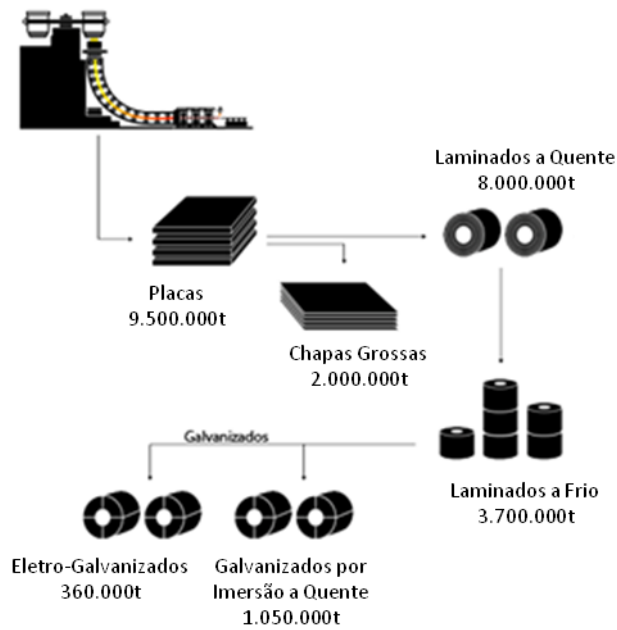 Laminados a Quente
8.000.000t
Placas
9.500.000t
Chapas Grossas
2.000.000t
Galvanizados
Laminados a Frio
3.700.000t
Eletro-Galvanizados
360.000t
Galvanizados por
Imersão a Quente
1.050.000t